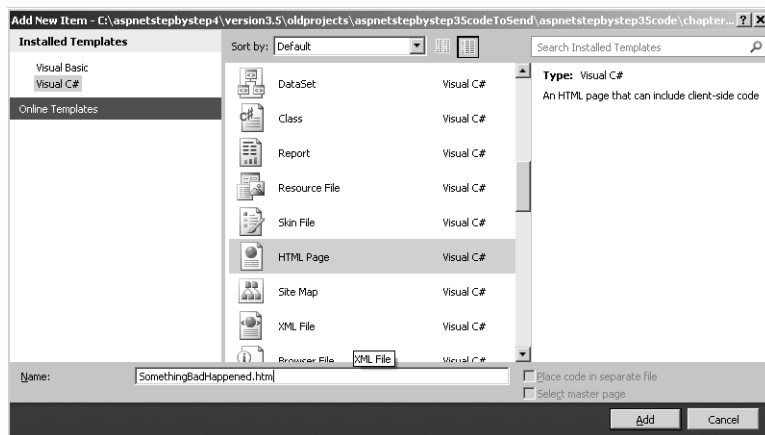 Add New Item - C:\aspnetstepbystep4\version3.5\oldprojects\aspnetstepbystep35codeToSend\aspnetstepbystep35code\chapter...
Installed Templates
Sort by: Default
Search Installed Templates
Visual Basic
Visual C#
Online Templates
DataSet Visual C#
Class Visual C#
Report Visual C#
Resource File Visual C#
Skin File Visual C#
HTML Page Visual C#
Site Map Visual C#
XML File Visual C#
Browser File Visual C#
XML File
Type: Visual C#
An HTML page that can include client-side code
Name: SomethingBadHappened.htm
Place code in separate file
Select master page
Add Cancel